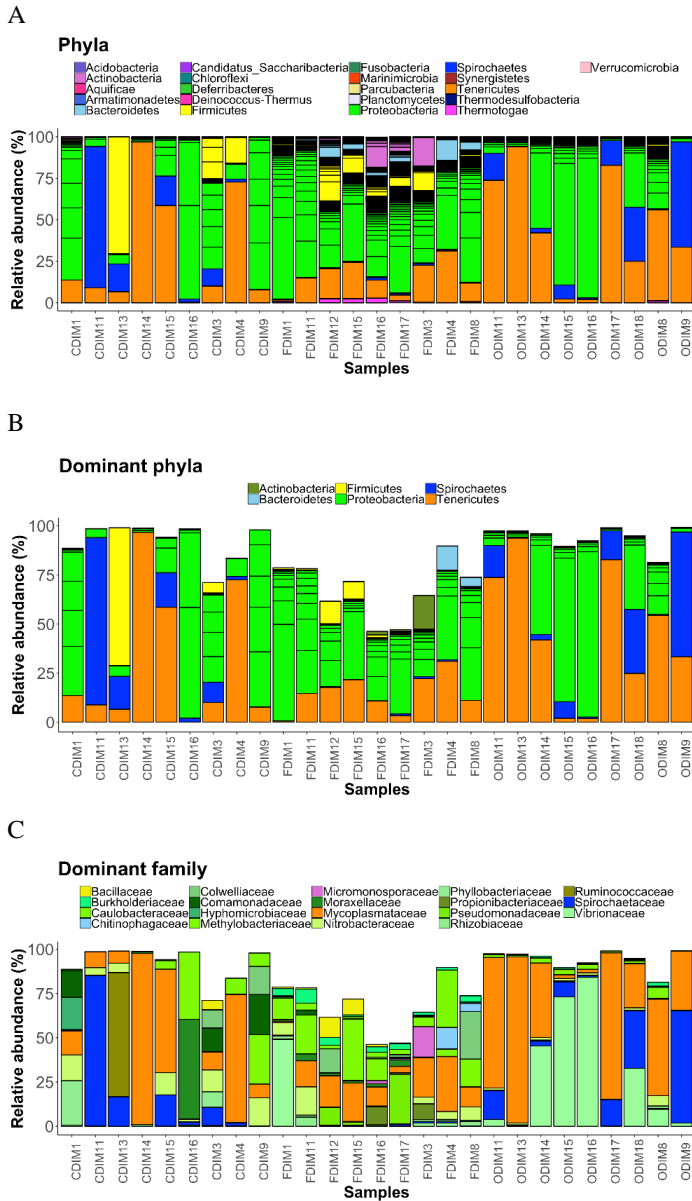 A
Phyla
Acidobacteria Candidatus_Saccharibacteria Fusobacteria Spirochaetes Verrucomicrobia
Actinobacteria Chloroflexi Marinimicrobia Synergistetes
Aquificae Deferribacteres Parcubacteria Tenericutes
Armatimonadetes Deinococcus-Thermus Planctomycetes Thermodesulfobacteria
Bacteroidetes Firmicutes Proteobacteria Thermotogae
Relative abundance (%)
100
75
50
25
0
CDIM1 CDIM11 CDIM13 CDIM14 CDIM15 CDIM16 CDIM3 CDIM4 CDIM9 FDIM1 FDIM11 FDIM12 FDIM15 FDIM16 FDIM17 FDIM3 FDIM4 FDIM8 ODIM11 ODIM13 ODIM14 ODIM15 ODIM16 ODIM17 ODIM18 ODIM8 ODIM9
Samples
B
Dominant phyla
Actinobacteria Firmicutes Spirochaetes
Bacteroidetes Proteobacteria Tenericutes
Relative abundance (%)
100
75
50
25
0
CDIM1 CDIM11 CDIM13 CDIM14 CDIM15 CDIM16 CDIM3 CDIM4 CDIM9 FDIM1 FDIM11 FDIM12 FDIM15 FDIM16 FDIM17 FDIM3 FDIM4 FDIM8 ODIM11 ODIM13 ODIM14 ODIM15 ODIM16 ODIM17 ODIM18 ODIM8 ODIM9
Samples
C
Dominant family
Bacillaceae Colwelliaceae Micromonosporaceae Phyllobacteriaceae Ruminococcaceae
Burkholderiaceae Comamonadaceae Moraxellaceae Propionibacteriaceae Spirochaetaceae
Caulobacteraceae Hyphomicrobiaceae Mycoplasmataceae Pseudomonadaceae Vibrionaceae
Chitinophagaceae Methylobacteriaceae Nitrobacteraceae Rhizobiaceae
Relative abundance (%)
100
75
50
25
0
CDIM1 CDIM11 CDIM13 CDIM14 CDIM15 CDIM16 CDIM3 CDIM4 CDIM9 FDIM1 FDIM11 FDIM12 FDIM15 FDIM16 FDIM17 FDIM3 FDIM4 FDIM8 ODIM11 ODIM13 ODIM14 ODIM15 ODIM16 ODIM17 ODIM18 ODIM8 ODIM9
Samples